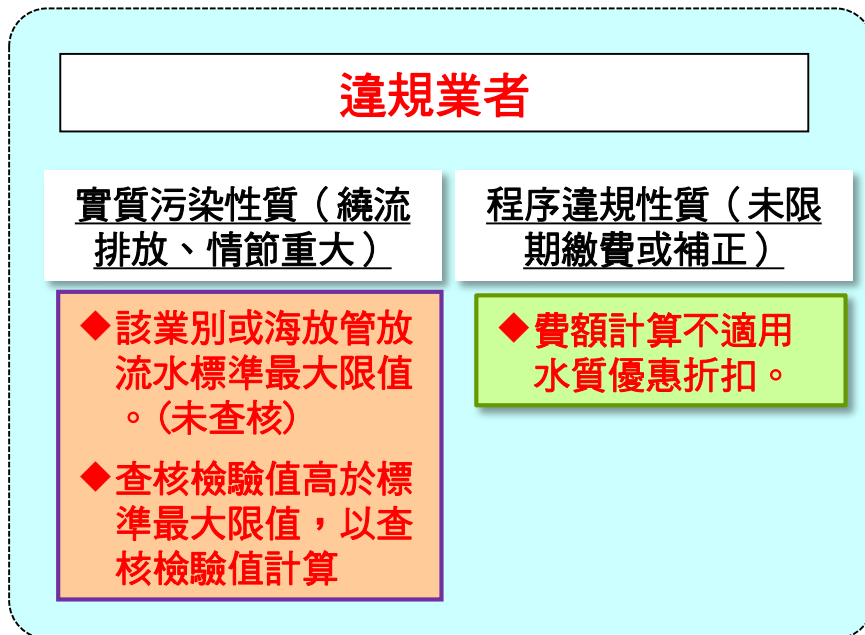 違規業者
實質污染性質（繞流
排放、情節重大）
◆該業別或海放管放
流水標準最大限值
。(未查核)
◆查核檢驗值高於標
準最大限值，以查
核檢驗值計算
程序違規性質（未限
期繳費或補正）
◆費額計算不適用
水質優惠折扣。